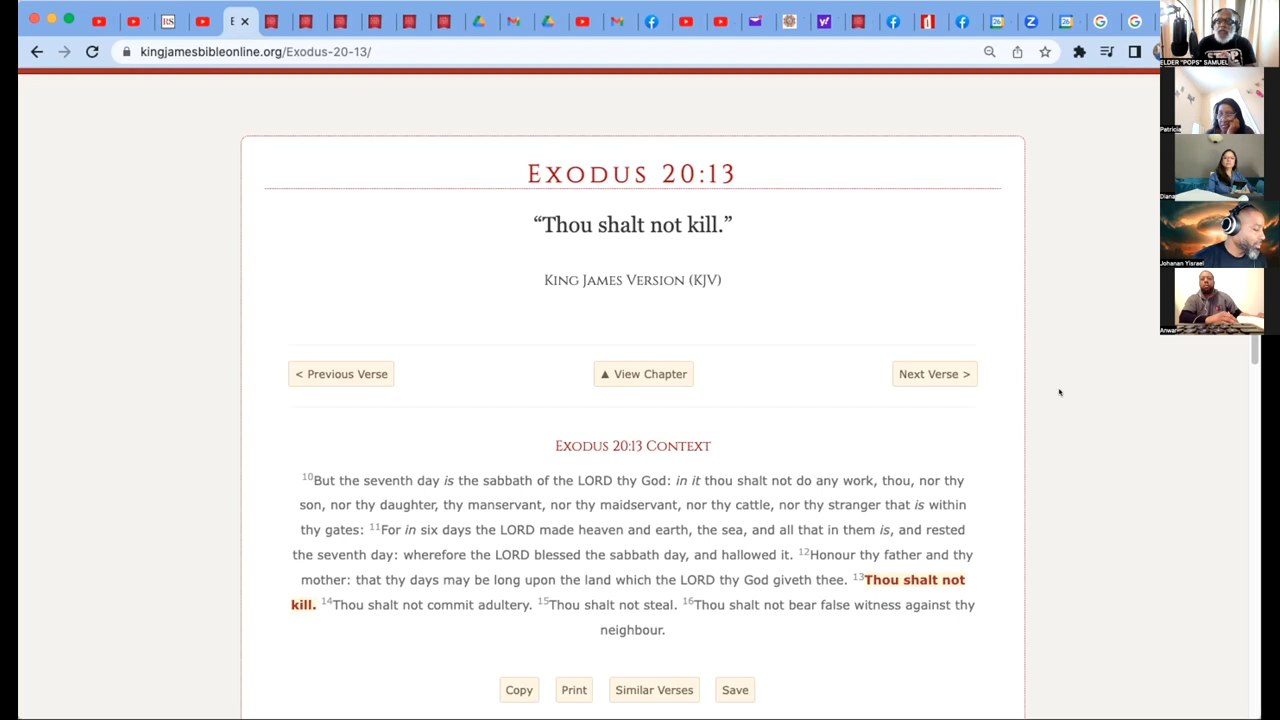 RS
E
26
Z
26
kingjamesbibleonline.org/Exodus-20-13/
ELDER "POPS" SAMUEL
Patricia
Diana
Johanan Yisrael
Anwar
Exodus 20:13
“Thou shalt not kill.”
King James Version (KJV)
< Previous Verse
▲ View Chapter
Next Verse >
Exodus 20:13 Context
10But the seventh day is the sabbath of the LORD thy God: in it thou shalt not do any work, thou, nor thy
son, nor thy daughter, thy manservant, nor thy maidservant, nor thy cattle, nor thy stranger that is within
thy gates: 11For in six days the LORD made heaven and earth, the sea, and all that in them is, and rested
the seventh day: wherefore the LORD blessed the sabbath day, and hallowed it. 12Honour thy father and thy
mother: that thy days may be long upon the land which the LORD thy God giveth thee. 13Thou shalt not
kill. 14Thou shalt not commit adultery. 15Thou shalt not steal. 16Thou shalt not bear false witness against thy
neighbour.
Copy
Print
Similar Verses
Save